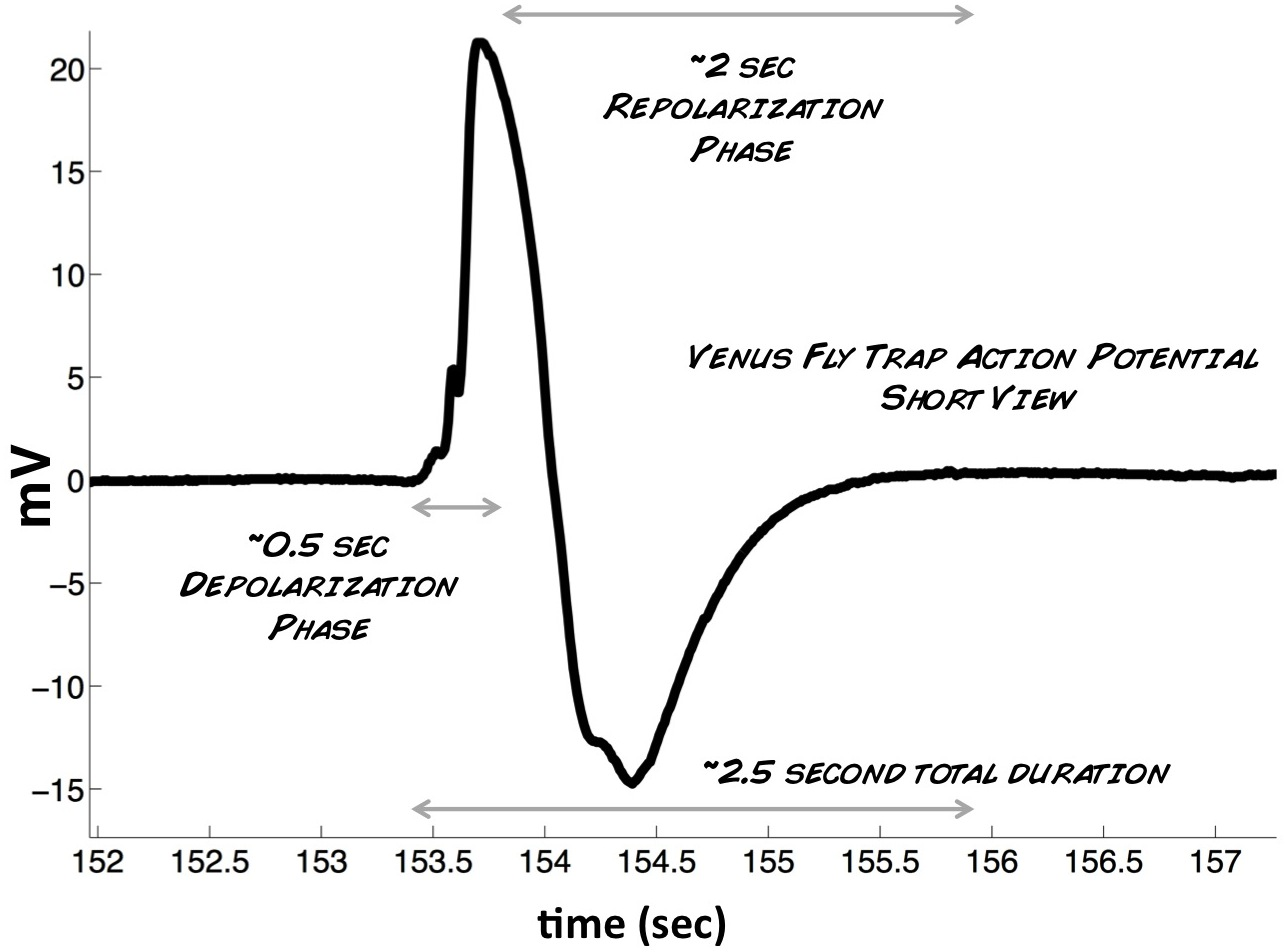 ~2 SEC
REPOLARIZATION
PHASE
20
15
10
5
0
−5
−10
−15
mV
VENUS FLY TRAP ACTION POTENTIAL
SHORT VIEW
~0.5 SEC
DEPOLARIZATION
PHASE
~2.5 SECOND TOTAL DURATION
152 152.5 153 153.5 154 154.5 155 155.5 156 156.5 157
time (sec)